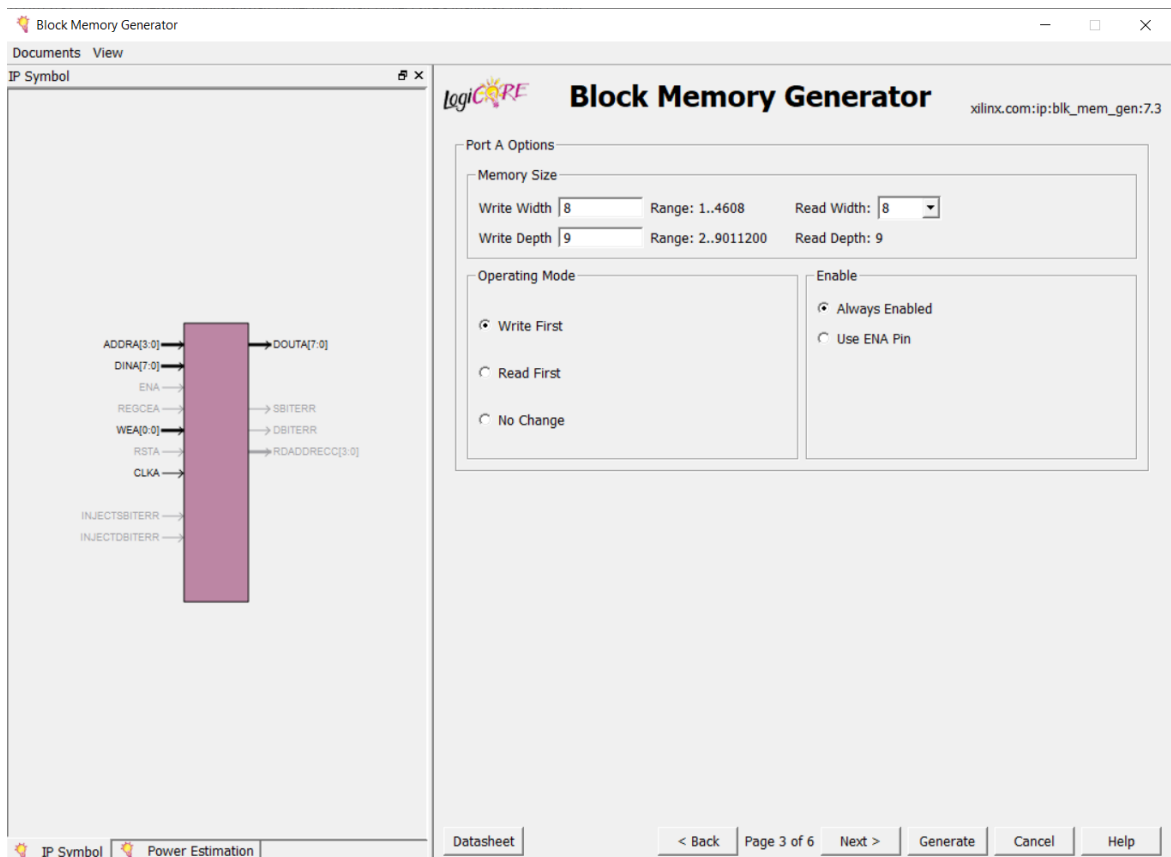 Block Memory Generator
Documents View
IP Symbol
ADDRA[3:0]
DOUTA[7:0]
DINA[7:0]
ENA
REGCEA
SBITERR
WEA[0:0]
DBITERR
RSTA
RDADDRECC[3:0]
CLKA
INJECTSBITERR
INJECTDBITERR
IP Symbol Power Estimation
LogiCORE
Block Memory Generator
xilinx.com:ip:blk_mem_gen:7.3
Port A Options
Memory Size
Write Width 8 Range: 1..4608 Read Width: 8
Write Depth 9 Range: 2..9011200 Read Depth: 9
Operating Mode
Write First
Read First
No Change
Enable
Always Enabled
Use ENA Pin
Datasheet < Back Page 3 of 6 Next > Generate Cancel Help